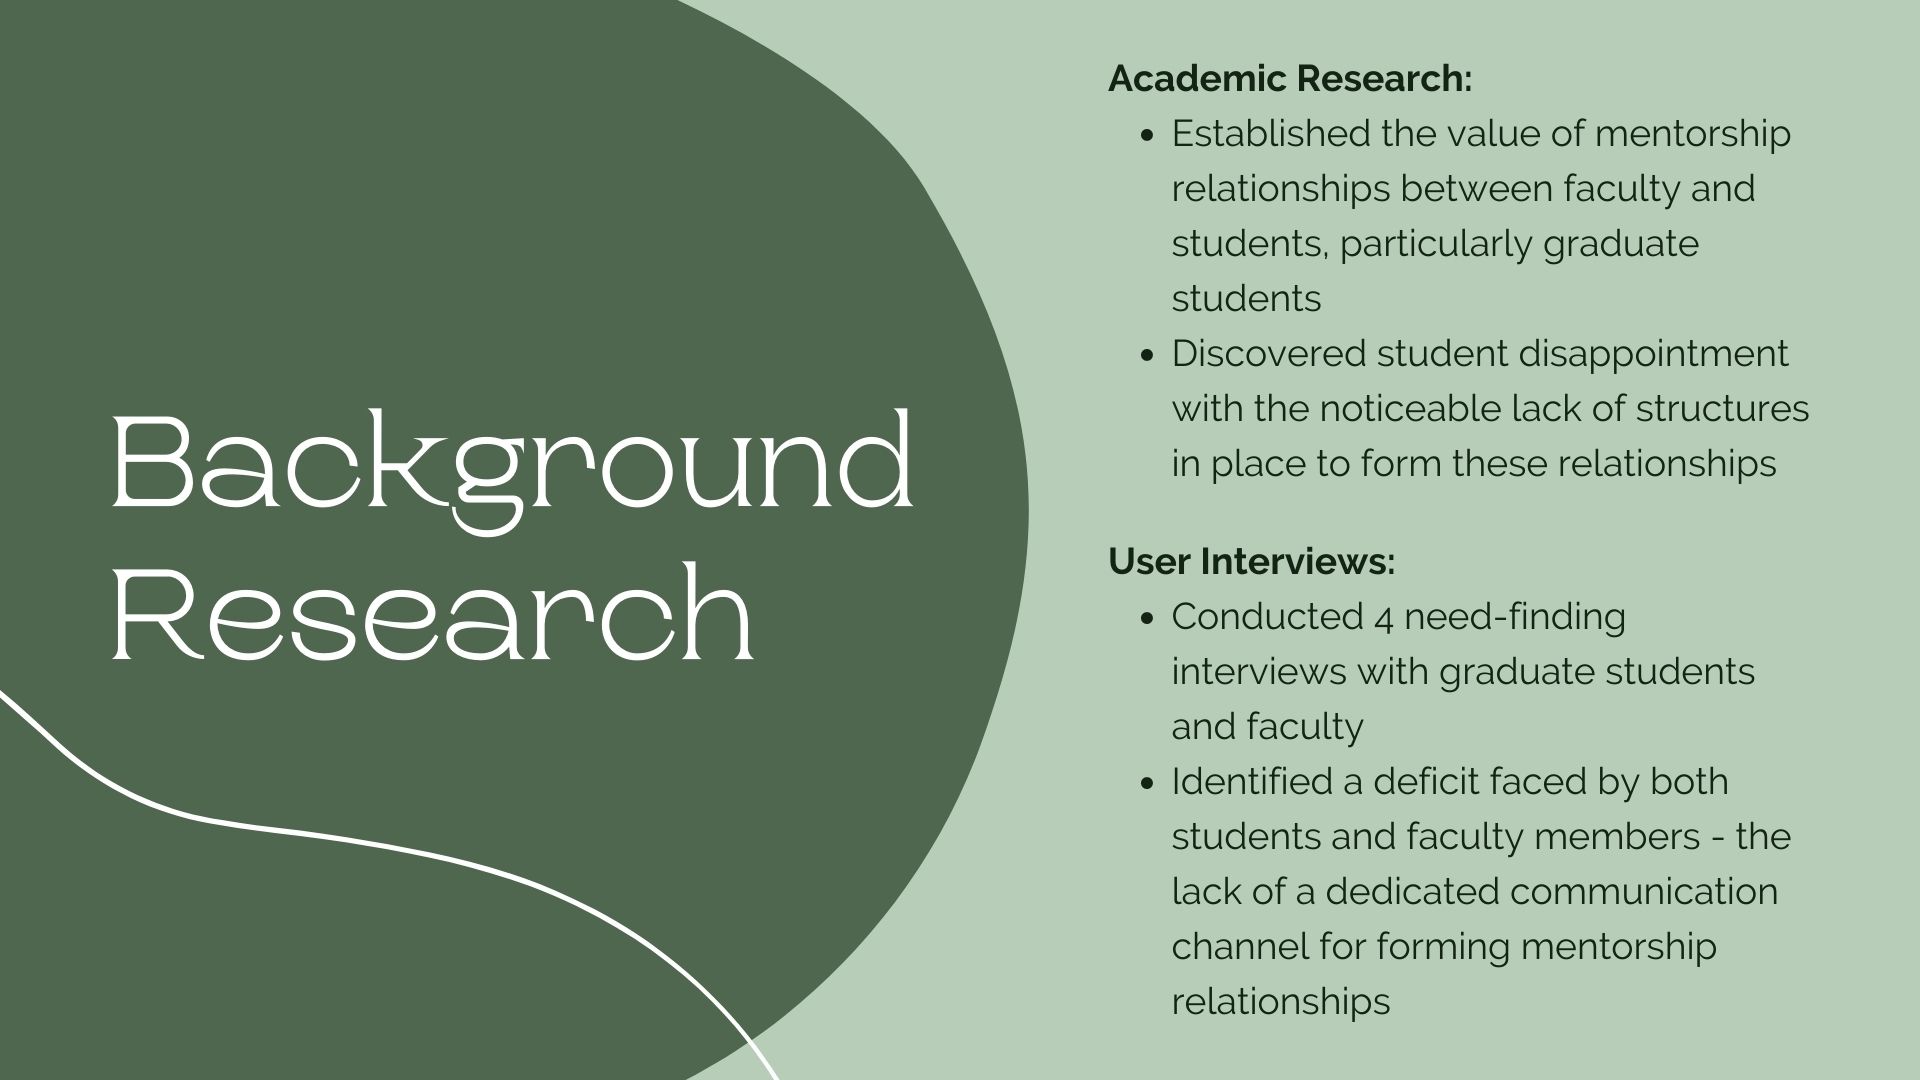 Background
Research
Academic Research:
• Established the value of mentorship
relationships between faculty and
students, particularly graduate
students
• Discovered student disappointment
with the noticeable lack of structures
in place to form these relationships
User Interviews:
• Conducted 4 need-finding
interviews with graduate students
and faculty
• Identified a deficit faced by both
students and faculty members - the
lack of a dedicated communication
channel for forming mentorship
relationships